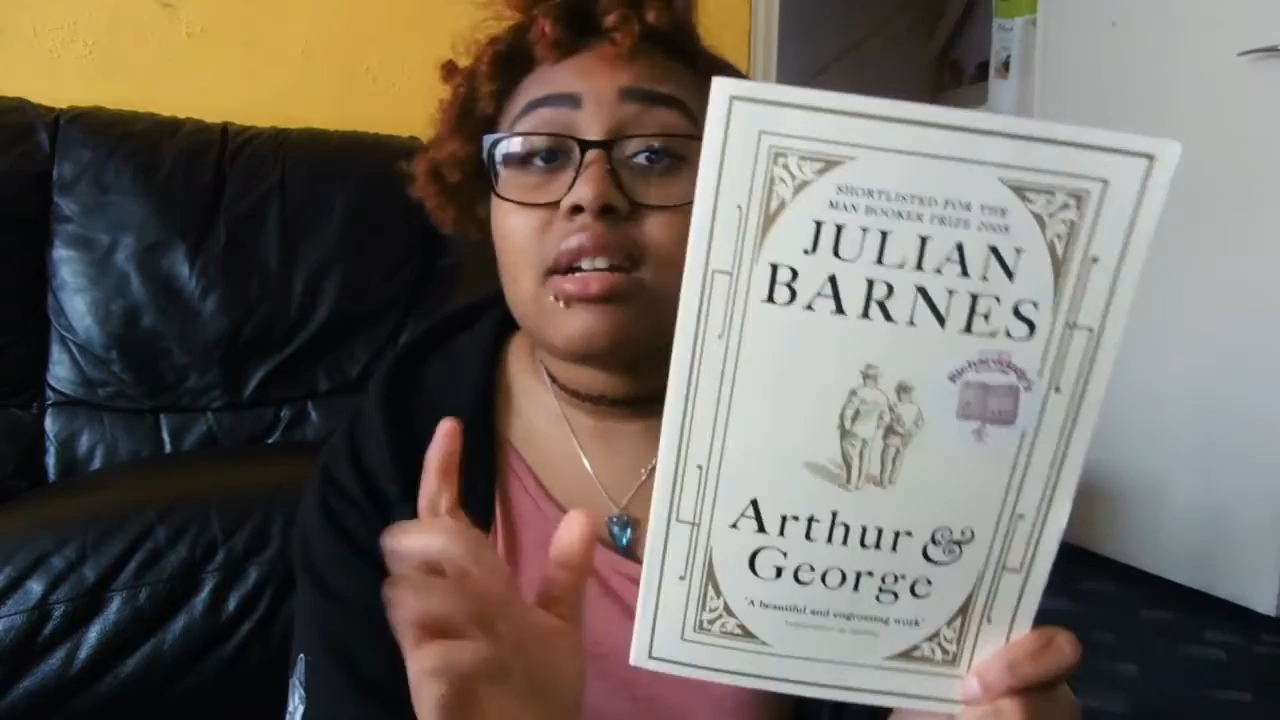 SHORTLISTED FOR THE
MAN BOOKER PRIZE 2005
JULIAN
BARNES
Arthur &
George
'A beautiful and engrossing work'